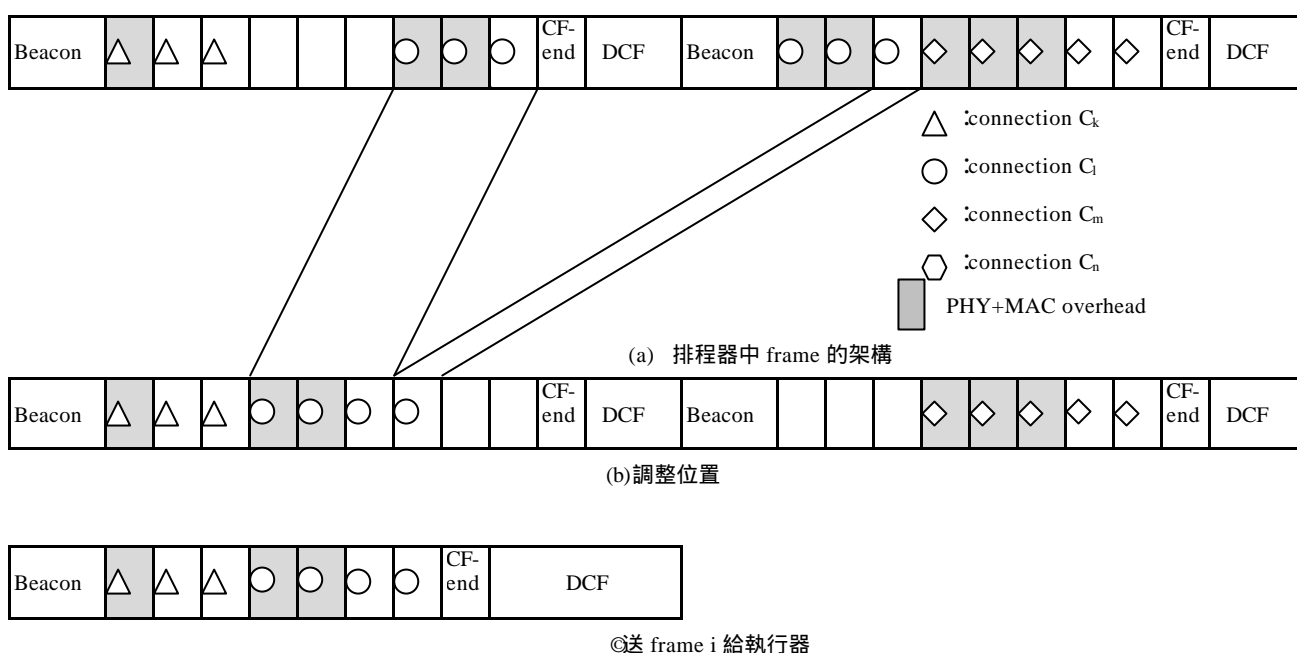 Beacon CF-end DCF Beacon CF-end DCF
:connection Ck
:connection Cl
:connection Cm
:connection Cn
PHY+MAC overhead
(a) 排程器中 frame 的架構
Beacon CF-end DCF Beacon CF-end DCF
(b)調整位置
Beacon CF-end DCF
©送 frame i 給執行器